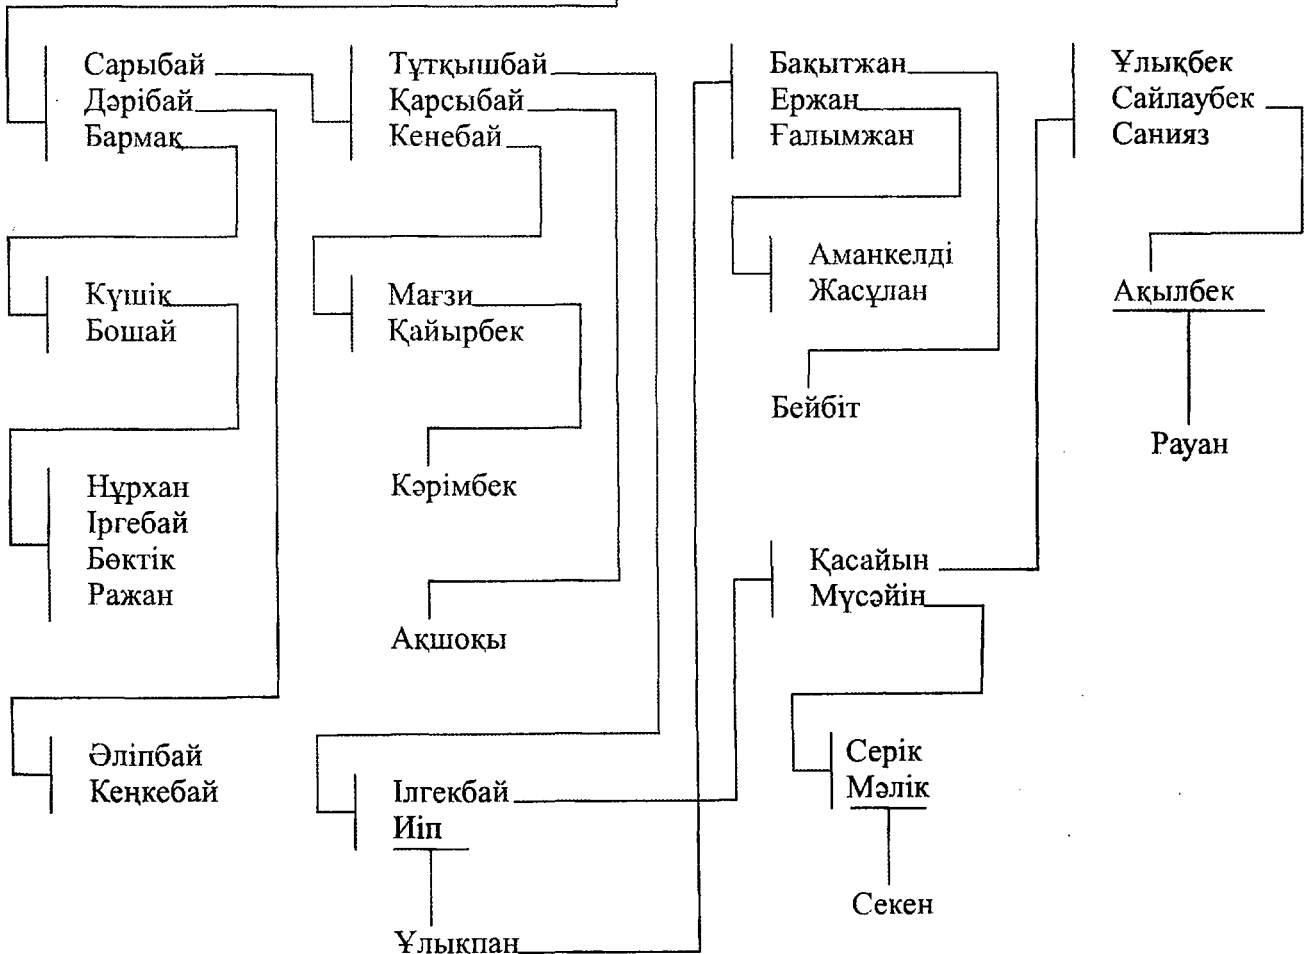 Сарыбай
Дәрібай
Бармақ
Күшік
Бошай
Нұрхан
Іргебай
Бөктік
Ражан
Әліпбай
Кеңкебай
Тұтқышбай
Қарсыбай
Кенебай
Мағзи
Қайырбек
Кәрімбек
Ақшоқы
Ілгекбай
Иіп
Ұлықпан
Бақытжан
Ержан
Ғалымжан
Аманкелді
Жасұлан
Бейбіт
Қасайын
Мүсәйін
Серік
Мәлік
Секен
Ұлықбек
Сайлаубек
Санияз
Ақылбек
Рауан